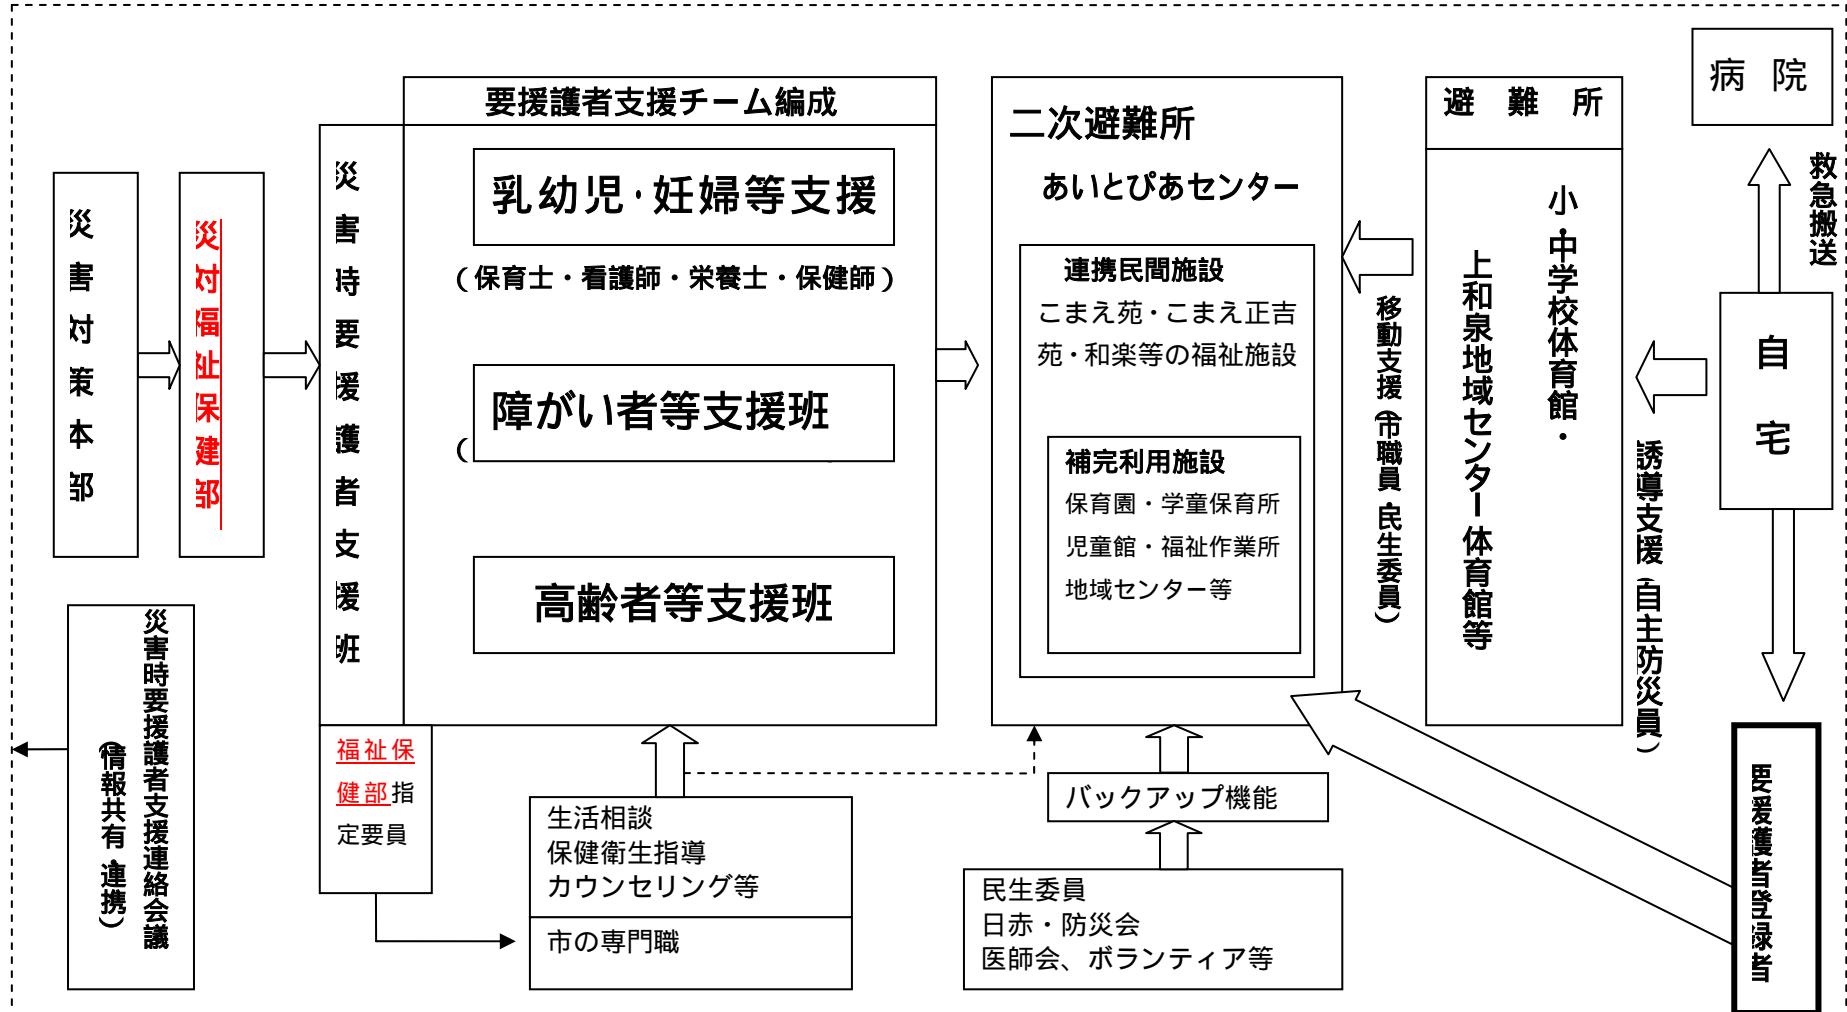 災害対策本部
災対福祉保健部
災害時要援護者支援連絡会議
（情報共有・連携）
要援護者支援チーム編成
災害時要援護者支援班
乳幼児・妊婦等支援
（保育士・看護師・栄養士・保健師）
障がい者等支援班
（
高齢者等支援班
福祉保
健部指
定要員
生活相談
保健衛生指導
カウンセリング等
市の専門職
二次避難所
あいとぴあセンター
連携民間施設
こまえ苑・こまえ正吉
苑・和楽等の福祉施設
補完利用施設
保育園・学童保育所
児童館・福祉作業所
地域センター等
バックアップ機能
民生委員
日赤・防災会
医師会、ボランティア等
移動支援（市職員・民生委員）
避難所
小・中学校体育館・
上和泉地域センター体育館等
誘導支援（自主防災員）
病院
救急搬送
自宅
要援護者登録者